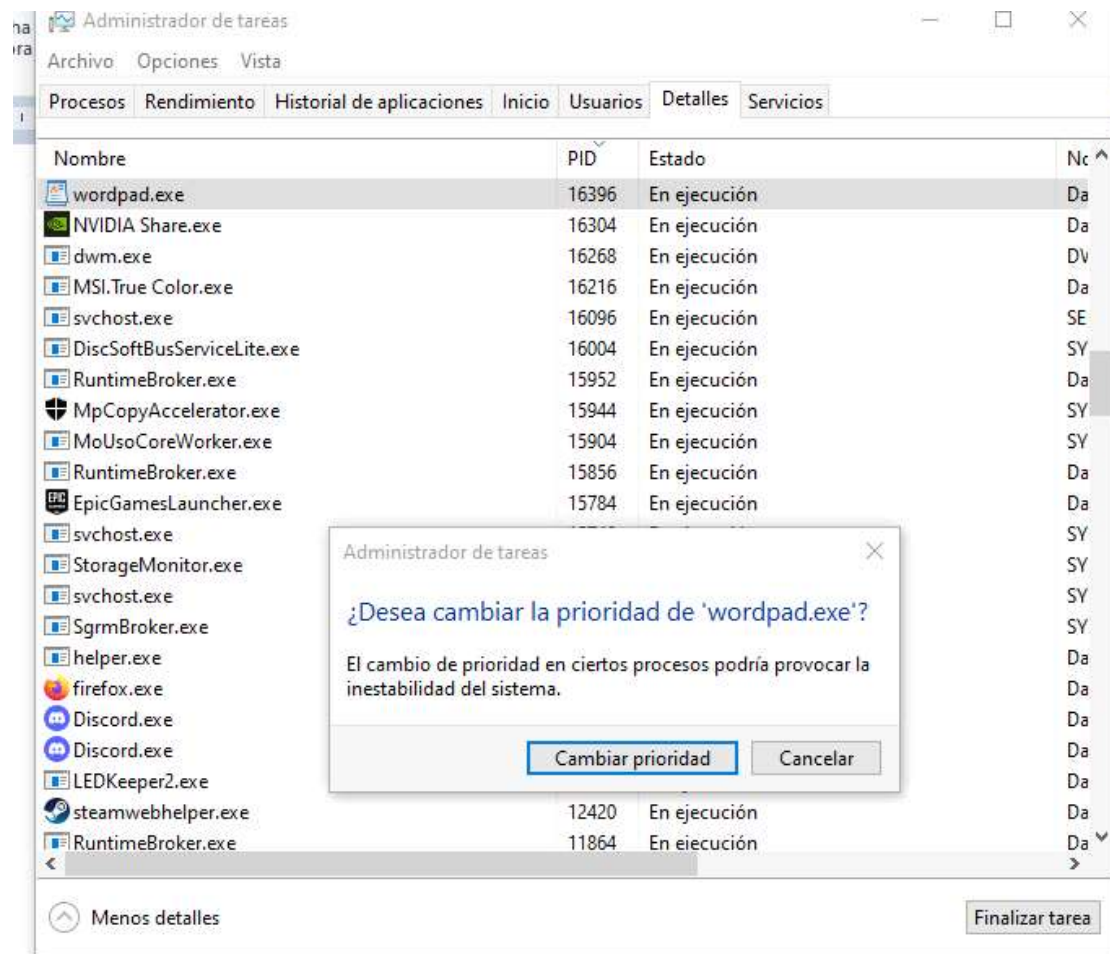 ha
Administrador de tareas
ora
Archivo Opciones Vista
Procesos Rendimiento Historial de aplicaciones Inicio Usuarios Detalles Servicios
Nombre PID Estado Nc
wordpad.exe 16396 En ejecución Da
NVIDIA Share.exe 16304 En ejecución Da
dwm.exe 16268 En ejecución DV
MSI.True Color.exe 16216 En ejecución Da
svchost.exe 16096 En ejecución SE
DiscSoftBusServiceLite.exe 16004 En ejecución SY
RuntimeBroker.exe 15952 En ejecución Da
MpCopyAccelerator.exe 15944 En ejecución SY
MoUsoCoreWorker.exe 15904 En ejecución SY
RuntimeBroker.exe 15856 En ejecución Da
EpicGamesLauncher.exe 15784 En ejecución Da
svchost.exe SY
StorageMonitor.exe SY
svchost.exe SY
SgrmBroker.exe SY
helper.exe Da
firefox.exe Da
Discord.exe Da
Discord.exe Da
LEDKeeper2.exe Da
steamwebhelper.exe 12420 En ejecución Da
RuntimeBroker.exe 11864 En ejecución Da
Administrador de tareas
¿Desea cambiar la prioridad de 'wordpad.exe'?
El cambio de prioridad en ciertos procesos podría provocar la
inestabilidad del sistema.
Cambiar prioridad Cancelar
Menos detalles Finalizar tarea